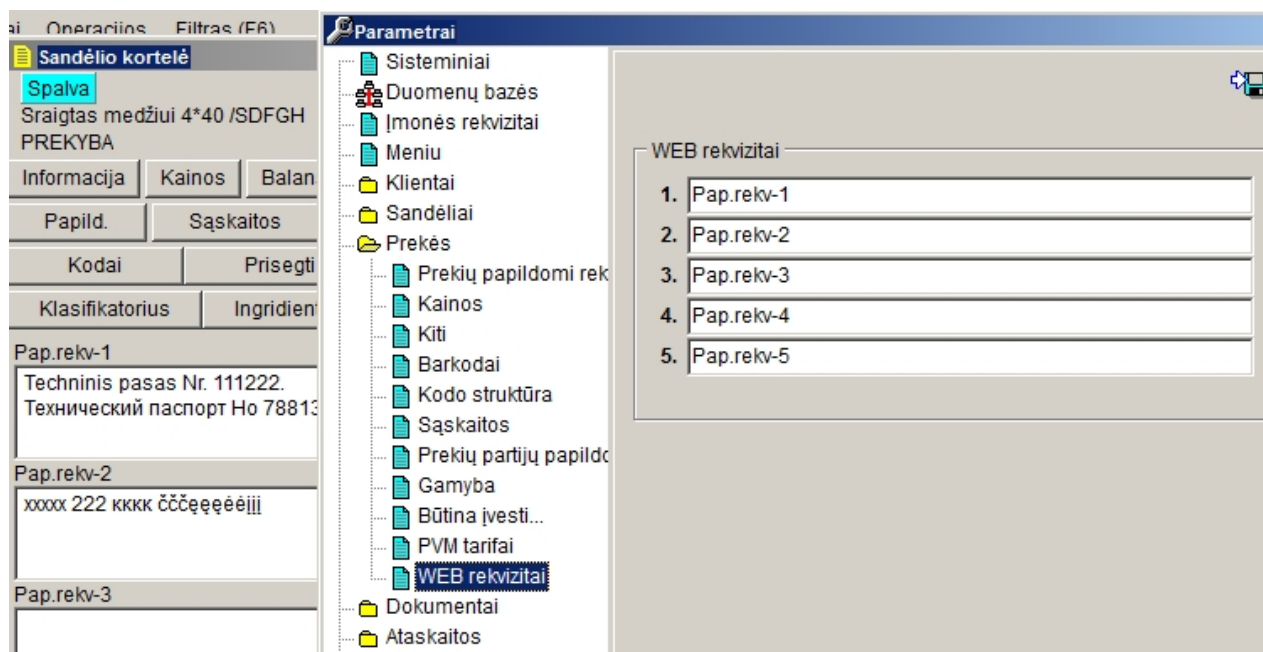 Operacijos Filtras (F6)
Sandėlio kortelė
Spalva
Sraigtas medžiui 4*40 /SDFGH
PREKYBA
Informacija Kainos Balan
Papild. Sąskaitos
Kodai Prisegti
Klasifikatorius Ingridien
Pap.rekv-1
Techninis pasas Nr. 111222.
Технический паспорт Но 78813
Pap.rekv-2
xxxxx 222 кккк čččęęęėėįįį
Pap.rekv-3
Parametrai
Sisteminiai
Duomenų bazės
Įmonės rekvizitai
Meniu
Klientai
Sandėliai
Prekės
Prekių papildomi rek
Kainos
Kiti
Barkodai
Kodo struktūra
Sąskaitos
Prekių partijų papildo
Gamyba
Būtina įvesti...
PVM tarifai
WEB rekvizitai
Dokumentai
Ataskaitos
WEB rekvizitai
1. Pap.rekv-1
2. Pap.rekv-2
3. Pap.rekv-3
4. Pap.rekv-4
5. Pap.rekv-5